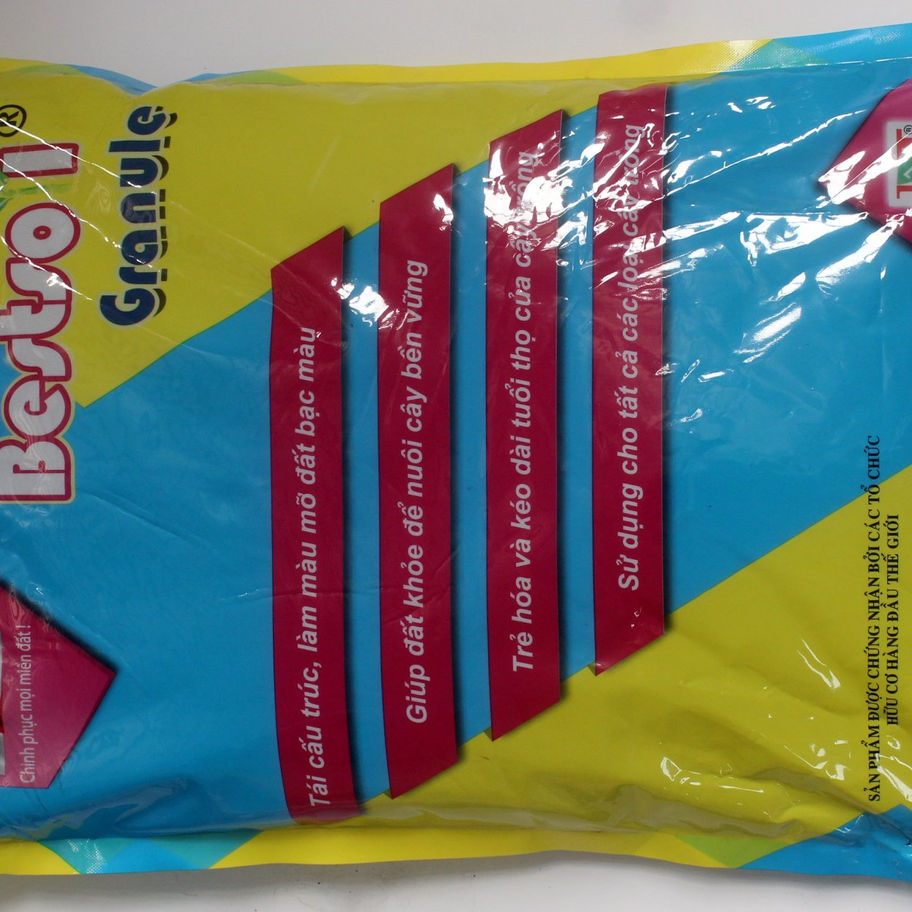 Bestsoil®
Granule
Tái cấu trúc, làm màu mỡ đất bạc màu
Giúp đất khỏe để nuôi cây bền vững
Trẻ hóa và kéo dài tuổi thọ của cây trồng
Sử dụng cho tất cả các loại cây trồng
Chinh phục mọi miền đất !
SẢN PHẨM ĐƯỢC CHỨNG NHẬN BỞI CÁC TỔ CHỨC
HỮU CƠ HÀNG ĐẦU THẾ GIỚI